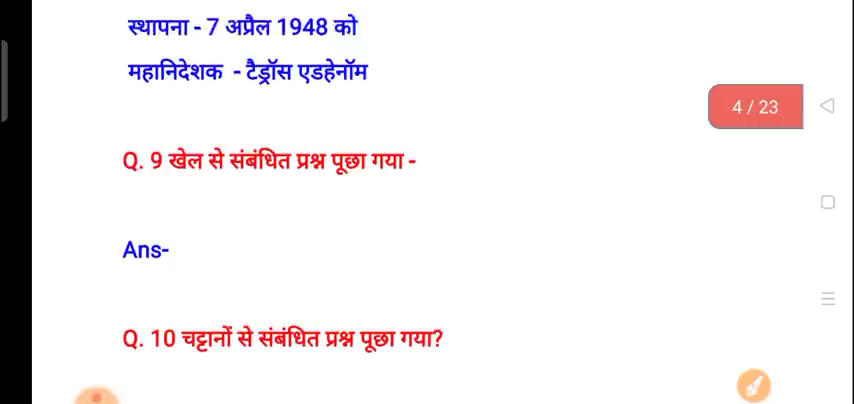 स्थापना - 7 अप्रैल 1948 को
महानिदेशक - टैड्रॉस एडहेनॉम
4 / 23
Q. 9 खेल से संबंधित प्रश्न पूछा गया -
Ans-
Q. 10 चट्टानों से संबंधित प्रश्न पूछा गया?